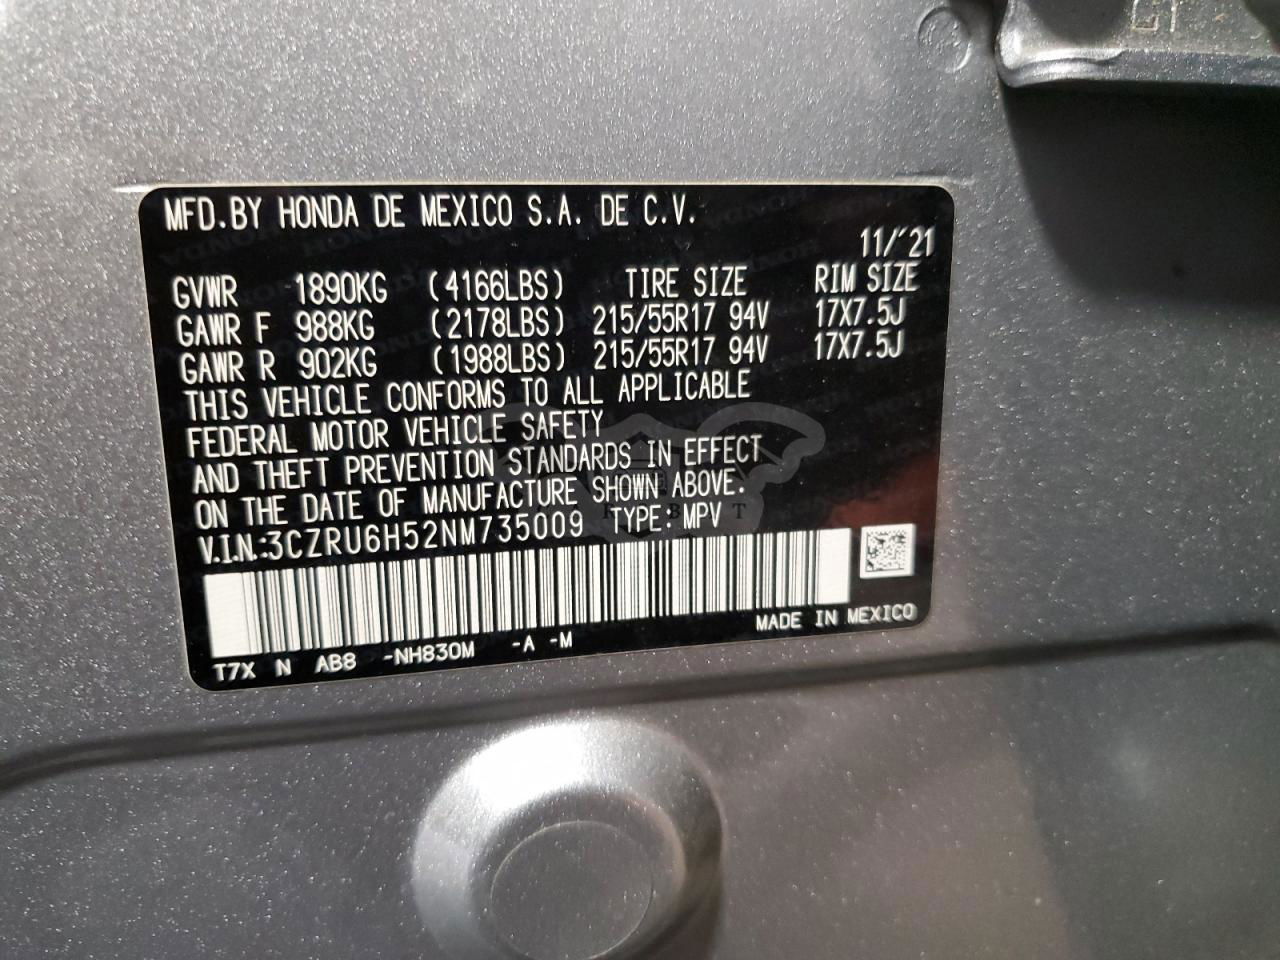 MFD.BY HONDA DE MEXICO S.A. DE C.V.
11/'21
GVWR 1890KG (4166LBS) TIRE SIZE RIM SIZE
GAWR F 988KG (2178LBS) 215/55R17 94V 17X7.5J
GAWR R 902KG (1988LBS) 215/55R17 94V 17X7.5J
THIS VEHICLE CONFORMS TO ALL APPLICABLE
FEDERAL MOTOR VEHICLE SAFETY
AND THEFT PREVENTION STANDARDS IN EFFECT
ON THE DATE OF MANUFACTURE SHOWN ABOVE.
V.I.N.:3CZRU6H52NM735009 TYPE: MPV
MADE IN MEXICO
T7X N AB8 -NH830M -A -M